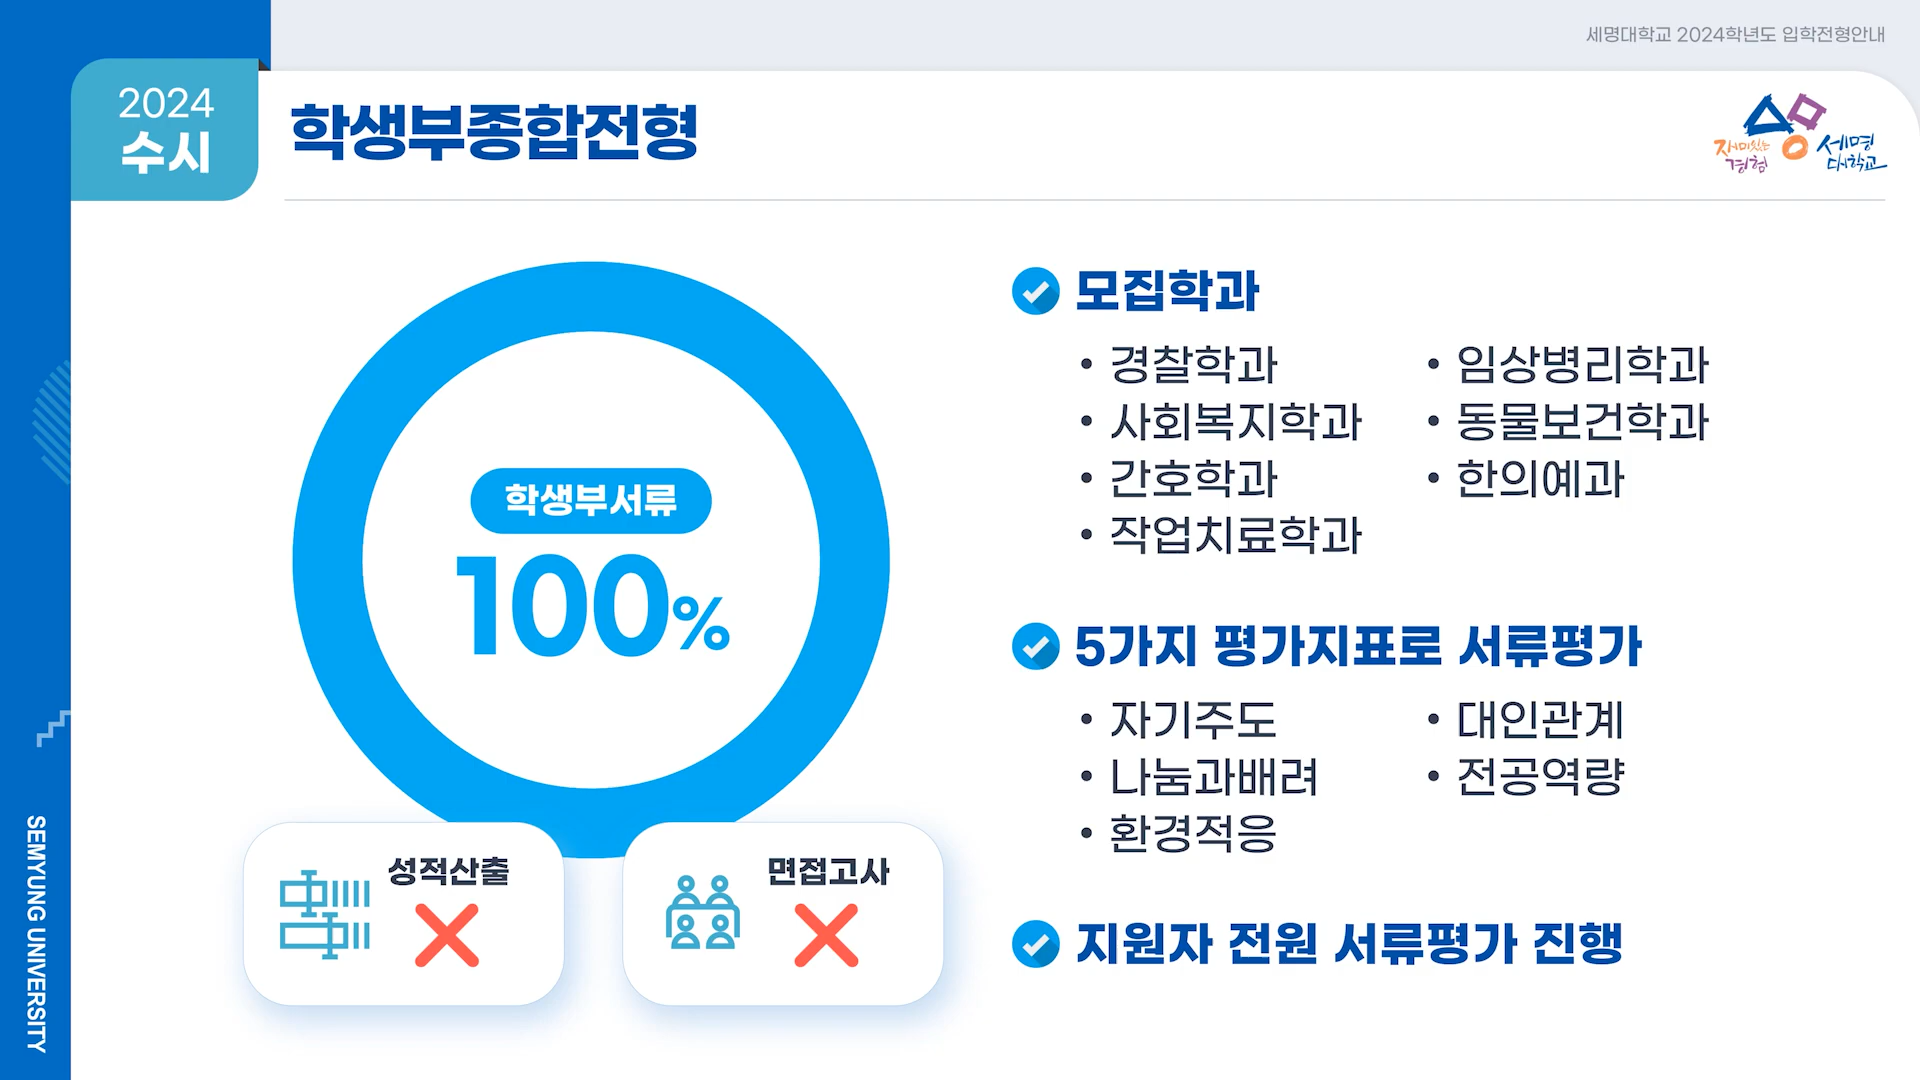 세명대학교 2024학년도 입학전형안내
2024
수시
학생부종합전형
재미있는
경험
세명
대학교
학생부서류
100%
성적산출
면접고사
모집학과
• 경찰학과
• 사회복지학과
• 간호학과
• 작업치료학과
• 임상병리학과
• 동물보건학과
• 한의예과
5가지 평가지표로 서류평가
• 자기주도
• 나눔과배려
• 환경적응
• 대인관계
• 전공역량
지원자 전원 서류평가 진행
SEMYUNG UNIVERSITY